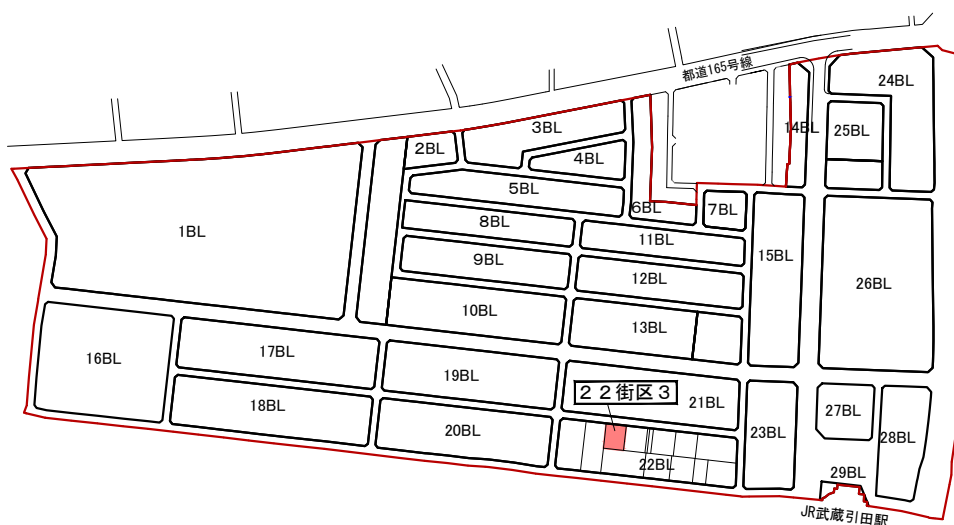 都道165号線
24BL
3BL
14BL
25BL
2BL
4BL
5BL
6BL
7BL
8BL
11BL
1BL
9BL
12BL
15BL
26BL
10BL
13BL
16BL
17BL
19BL
22街区3
21BL
18BL
20BL
22BL
23BL
27BL
28BL
29BL
JR武蔵引田駅